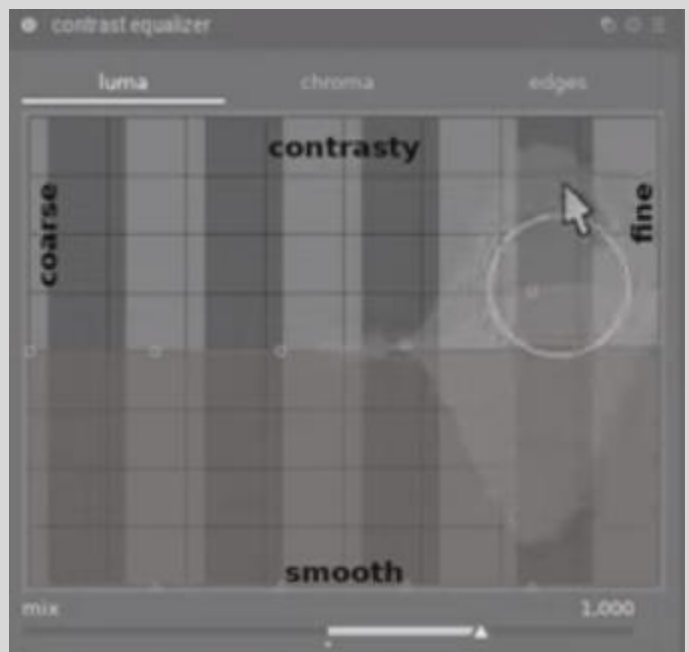 contrast equalizer
luma chroma edges
contrasty
coarse
fine
smooth
mix 1.000